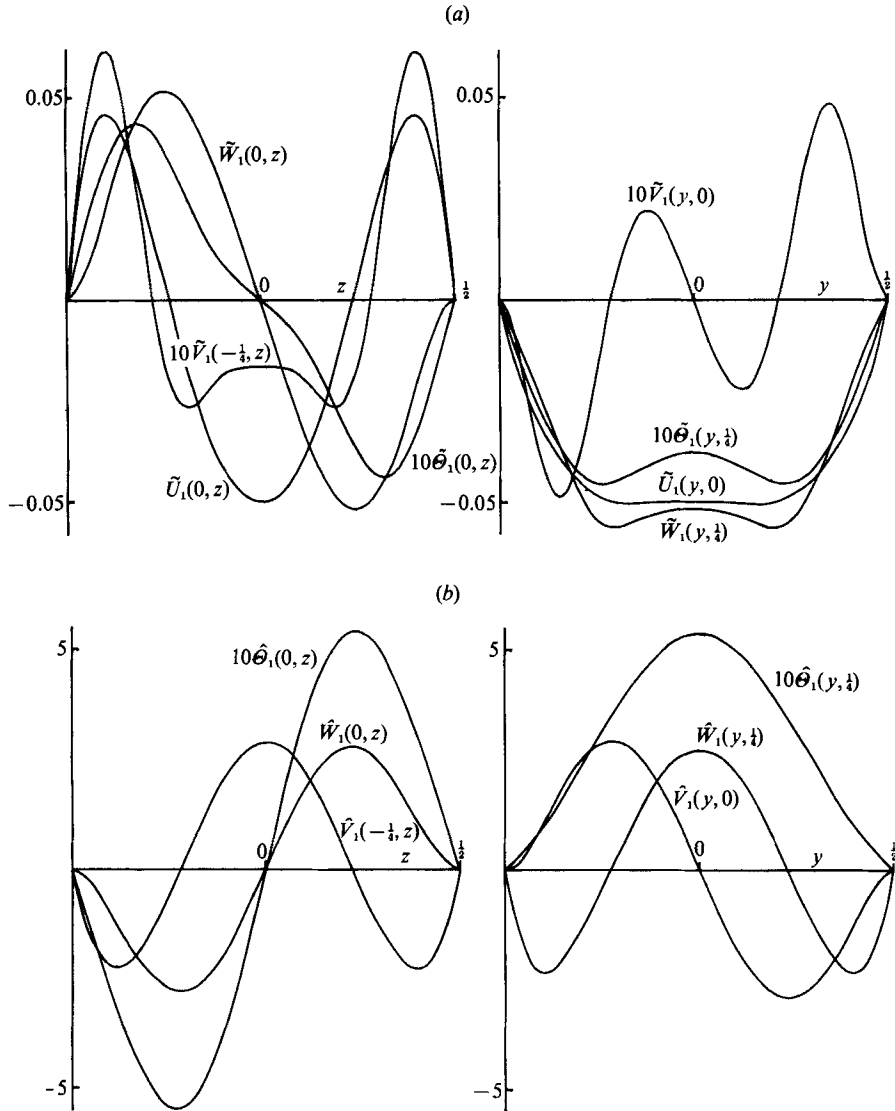 (a)
0.05
W̃₁(0, z)
0
z
½
10Ṽ₁(−¼, z)
10Θ̃₁(0, z)
Ũ₁(0, z)
−0.05
0.05
10Ṽ₁(y, 0)
0
y
½
10Θ̃₁(y, ¼)
Ũ₁(y, 0)
W̃₁(y, ¼)
−0.05
(b)
5
10Θ̂₁(0, z)
Ŵ₁(0, z)
V̂₁(−¼, z)
0
z
½
−5
5
10Θ̂₁(y, ¼)
Ŵ₁(y, ¼)
V̂₁(y, 0)
0
y
½
−5